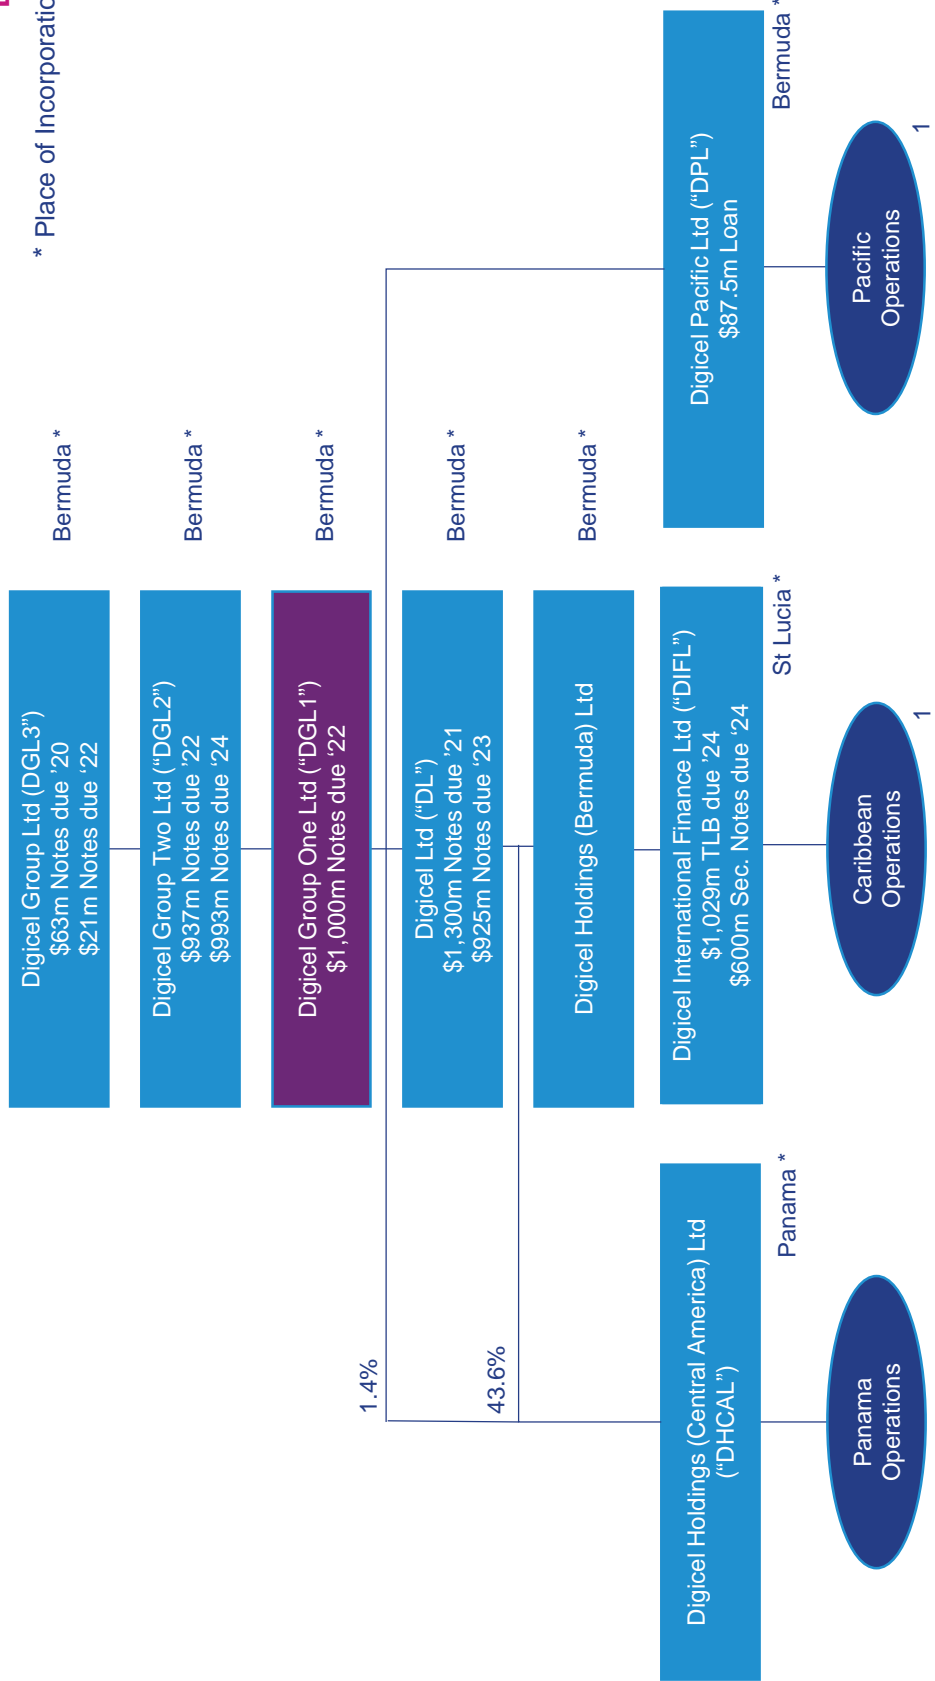 * Place of Incorporatio
Digicel Group Ltd (DGL3”)
$63m Notes due ’20
$21m Notes due ‘22
Bermuda *
Digicel Group Two Ltd (“DGL2”)
$937m Notes due ’22
$993m Notes due ‘24
Bermuda *
Digicel Group One Ltd (“DGL1”)
$1,000m Notes due ‘22
Bermuda *
1.4%
Digicel Ltd (“DL”)
$1,300m Notes due ’21
$925m Notes due ‘23
Bermuda *
43.6%
Digicel Holdings (Bermuda) Ltd
Bermuda *
Digicel Holdings (Central America) Ltd
(“DHCAL”)
Panama *
Digicel International Finance Ltd (“DIFL”)
$1,029m TLB due ’24
$600m Sec. Notes due ‘24
St Lucia *
Digicel Pacific Ltd (“DPL”)
$87.5m Loan
Bermuda *
Panama
Operations
Caribbean
Operations
1
Pacific
Operations
1